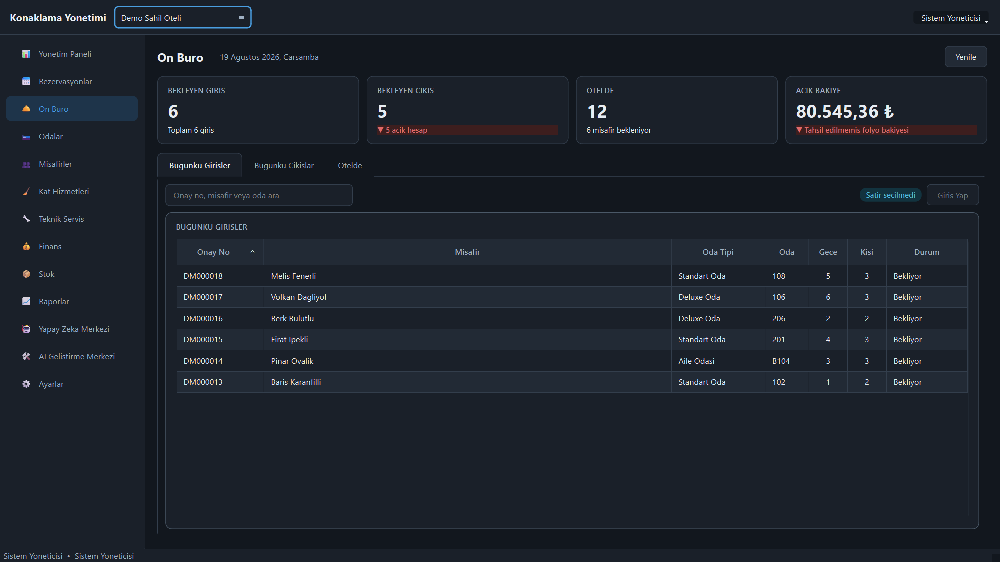 Konaklama Yonetimi
Demo Sahil Oteli
Sistem Yoneticisi
Yonetim Paneli
Rezervasyonlar
On Buro
Odalar
Misafirler
Kat Hizmetleri
Teknik Servis
Finans
Stok
Raporlar
Yapay Zeka Merkezi
AI Gelistirme Merkezi
Ayarlar
On Buro 19 Agustos 2026, Carsamba
Yenile
BEKLEYEN GIRIS
6
Toplam 6 giris
BEKLEYEN CIKIS
5
▼ 5 acik hesap
OTELDE
12
6 misafir bekleniyor
ACIK BAKIYE
80.545,36 ₺
▼ Tahsil edilmemis folyo bakiyesi
Bugunku Girisler Bugunku Cikislar Otelde
Onay no, misafir veya oda ara
Satir secilmedi Giris Yap
BUGUNKU GIRISLER
Onay No Misafir Oda Tipi Oda Gece Kisi Durum
DM000018 Melis Fenerli Standart Oda 108 5 3 Bekliyor
DM000017 Volkan Dagliyol Deluxe Oda 106 6 3 Bekliyor
DM000016 Berk Bulutlu Deluxe Oda 206 2 2 Bekliyor
DM000015 Firat Ipekli Standart Oda 201 4 3 Bekliyor
DM000014 Pinar Ovalik Aile Odasi B104 3 3 Bekliyor
DM000013 Baris Karanfilli Standart Oda 102 1 2 Bekliyor
Sistem Yoneticisi • Sistem Yoneticisi